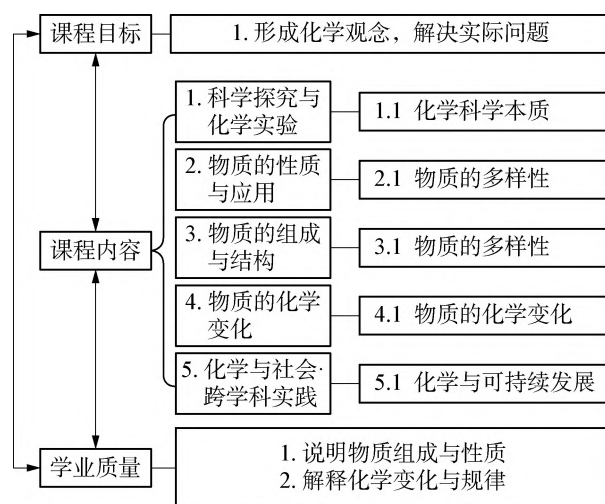 课程目标
1. 形成化学观念，解决实际问题
课程内容
1. 科学探究与
化学实验
1.1 化学科学本质
2. 物质的性质
与应用
2.1 物质的多样性
3. 物质的组成
与结构
3.1 物质的多样性
4. 物质的化学
变化
4.1 物质的化学变化
5. 化学与社会·
跨学科实践
5.1 化学与可持续发展
学业质量
1. 说明物质组成与性质
2. 解释化学变化与规律